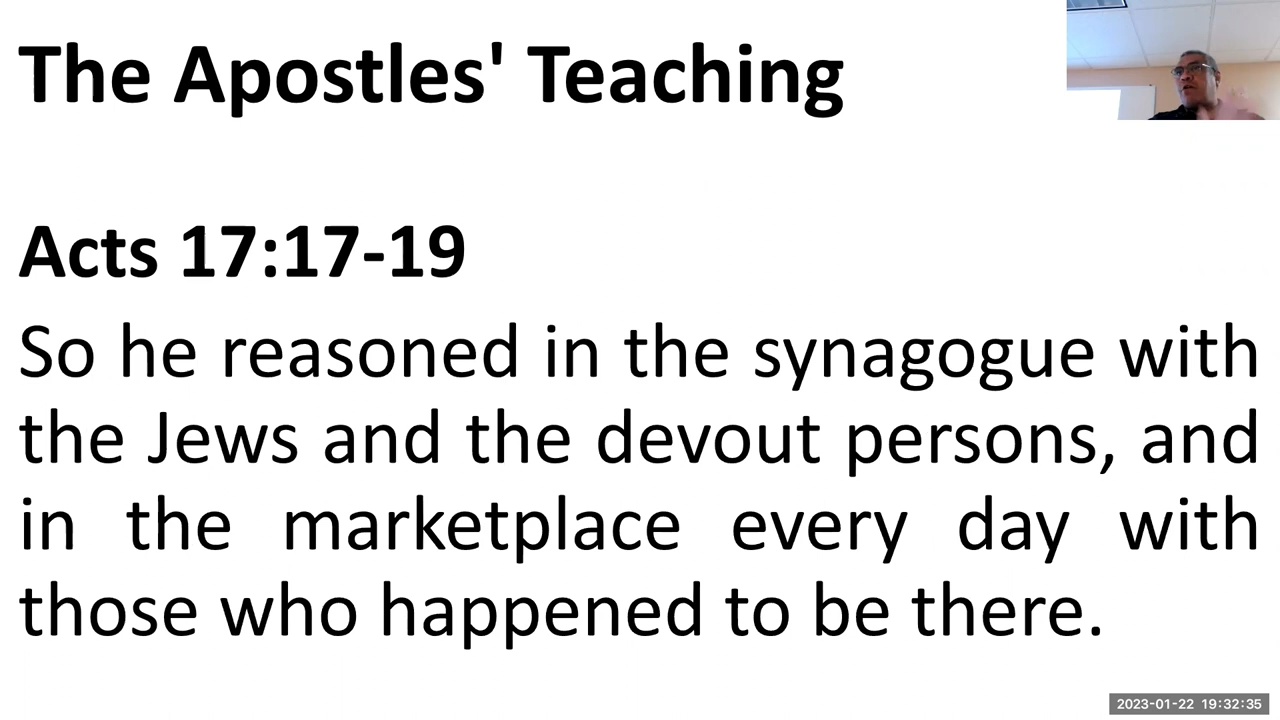 The Apostles' Teaching
Acts 17:17-19
So he reasoned in the synagogue with
the Jews and the devout persons, and
in the marketplace every day with
those who happened to be there.
2023-01-22 19:32:35